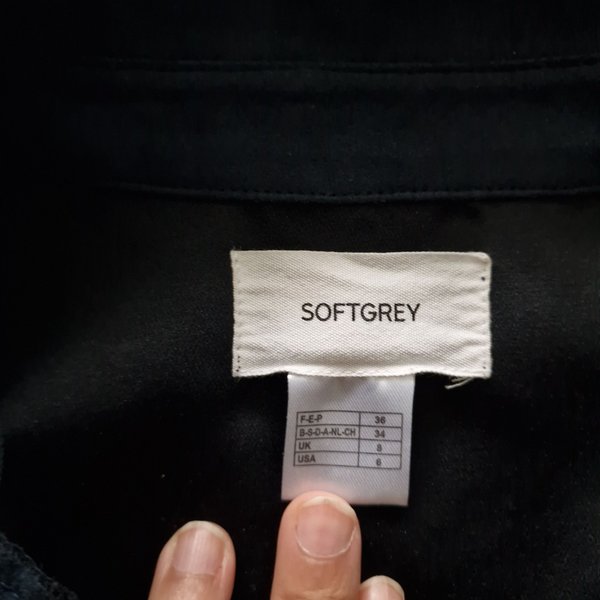 SOFTGREY
F-E-P 36
B-S-D-A-NL-CH 34
UK 8
USA 6